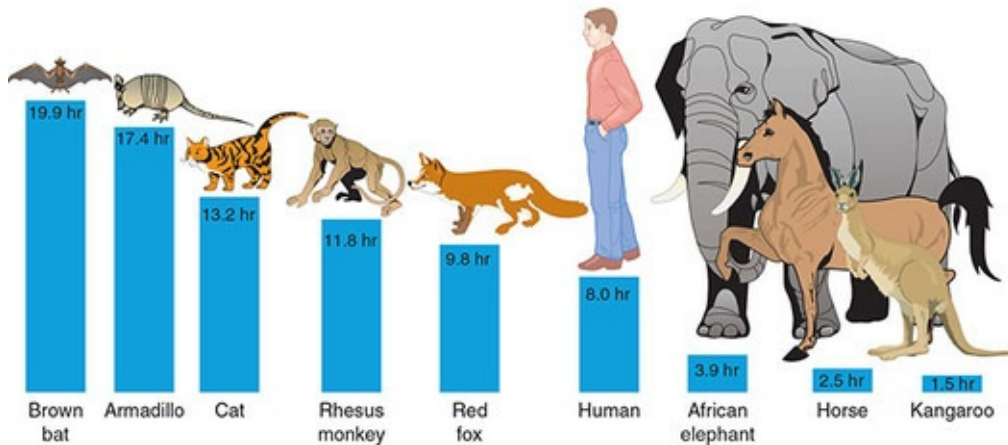 19.9 hr
17.4 hr
13.2 hr
11.8 hr
9.8 hr
8.0 hr
3.9 hr
2.5 hr
1.5 hr
Brown
bat
Armadillo
Cat
Rhesus
monkey
Red
fox
Human
African
elephant
Horse
Kangaroo